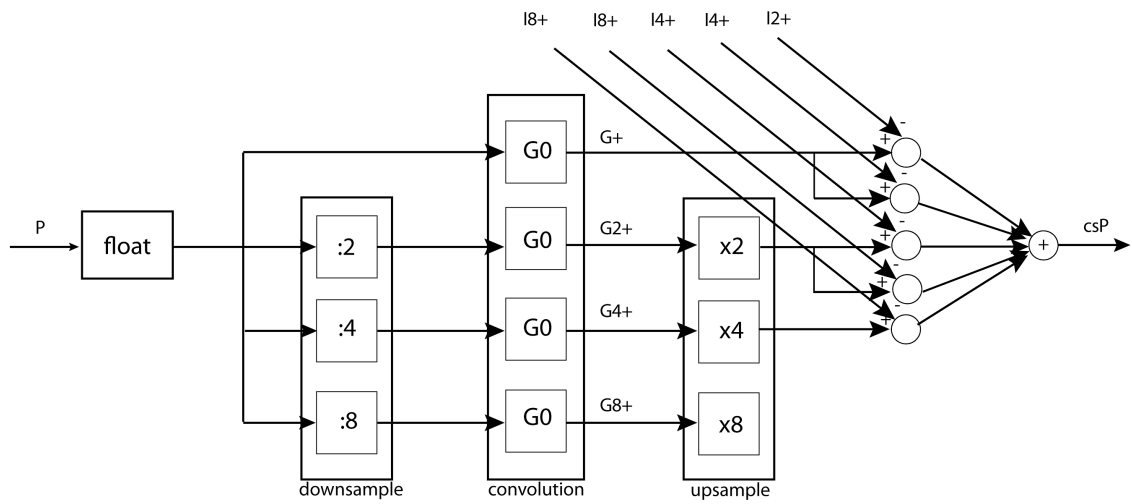 I8+
I8+
I4+
I4+
I2+
P
float
:2
:4
:8
downsample
G0
G0
G0
G0
convolution
G+
G2+
G4+
G8+
x2
x4
x8
upsample
-
+
-
+
-
+
-
+
-
+
+
csP